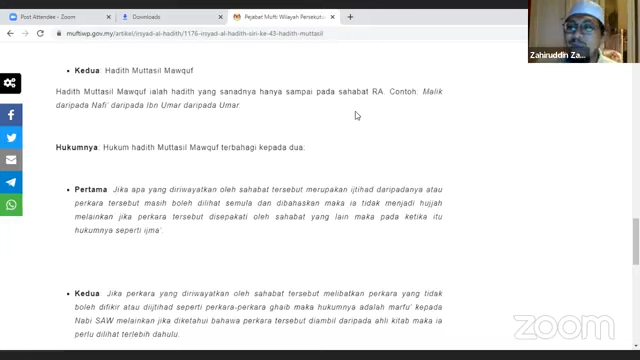 Post Attendee - Zoom
Downloads
Pejabat Mufti Wilayah Persekutu
muftiwp.gov.my/artikel/irsyad-al-hadith/1176-irsyad-al-hadith-siri-ke-43-hadith-muttasil
Zahiruddin Za...
Kedua: Hadith Muttasil Mawquf
Hadith Muttasil Mawquf ialah hadith yang sanadnya hanya sampai pada sahabat RA. Contoh: Malik
daripada Nafi' daripada Ibn Umar daripada Umar
Hukumnya: Hukum hadith Muttasil Mawquf terbahagi kepada dua:
Pertama: Jika apa yang diriwayatkan oleh sahabat tersebut merupakan ijtihad daripadanya atau
perkara tersebut masih boleh dilihat semula dan dibahaskan maka ia tidak menjadi hujjah
melainkan jika perkara tersebut disepakati oleh sahabat yang lain maka pada ketika itu
hukumnya seperti ijma'.
Kedua: Jika perkara yang diriwayatkan oleh sahabat tersebut melibatkan perkara yang tidak
boleh difikir atau diijtihad seperti perkara-perkara ghaib maka hukumnya adalah marfu' kepada
Nabi SAW melainkan jika diketahui bahawa perkara tersebut diambil daripada ahli kitab maka ia
perlu dilihat terlebih dahulu.
zoom